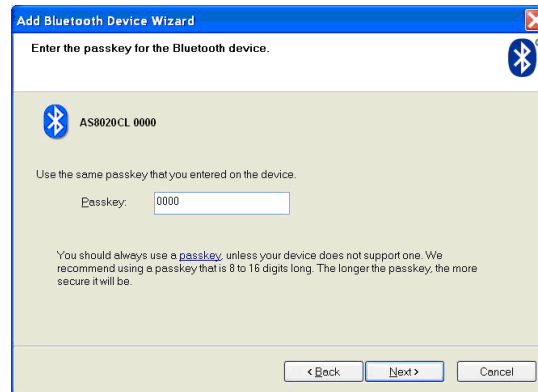 Add Bluetooth Device Wizard
Enter the passkey for the Bluetooth device.
AS8020CL 0000
Use the same passkey that you entered on the device.
Passkey: 0000
You should always use a passkey, unless your device does not support one. We
recommend using a passkey that is 8 to 16 digits long. The longer the passkey, the more
secure it will be.
< Back Next > Cancel